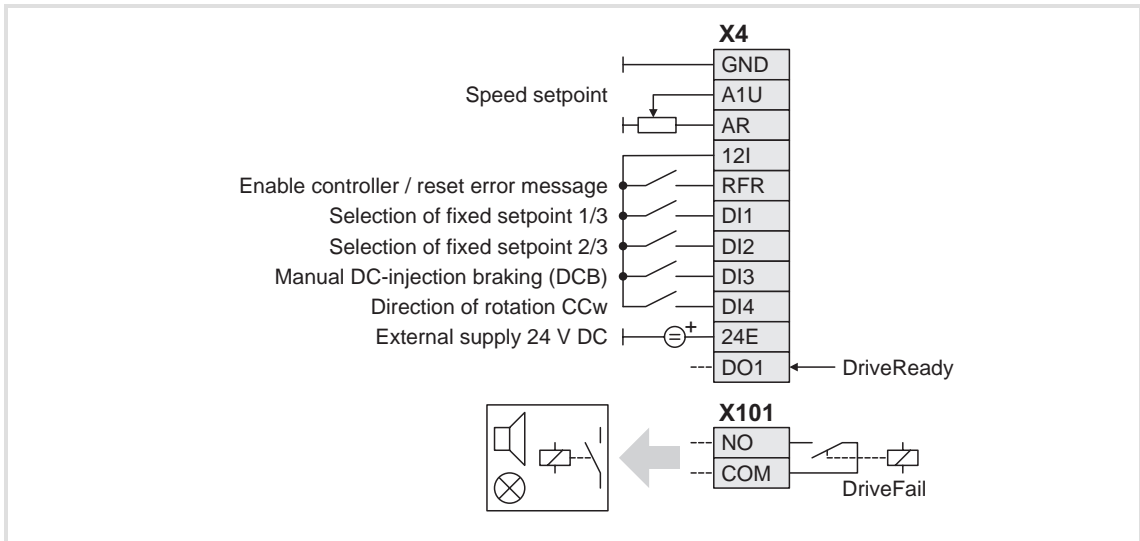 X4
GND
Speed setpoint A1U
AR
12I
Enable controller / reset error message RFR
Selection of fixed setpoint 1/3 DI1
Selection of fixed setpoint 2/3 DI2
Manual DC-injection braking (DCB) DI3
Direction of rotation CCw DI4
External supply 24 V DC + 24E
DO1 DriveReady
X101
NO
COM
DriveFail